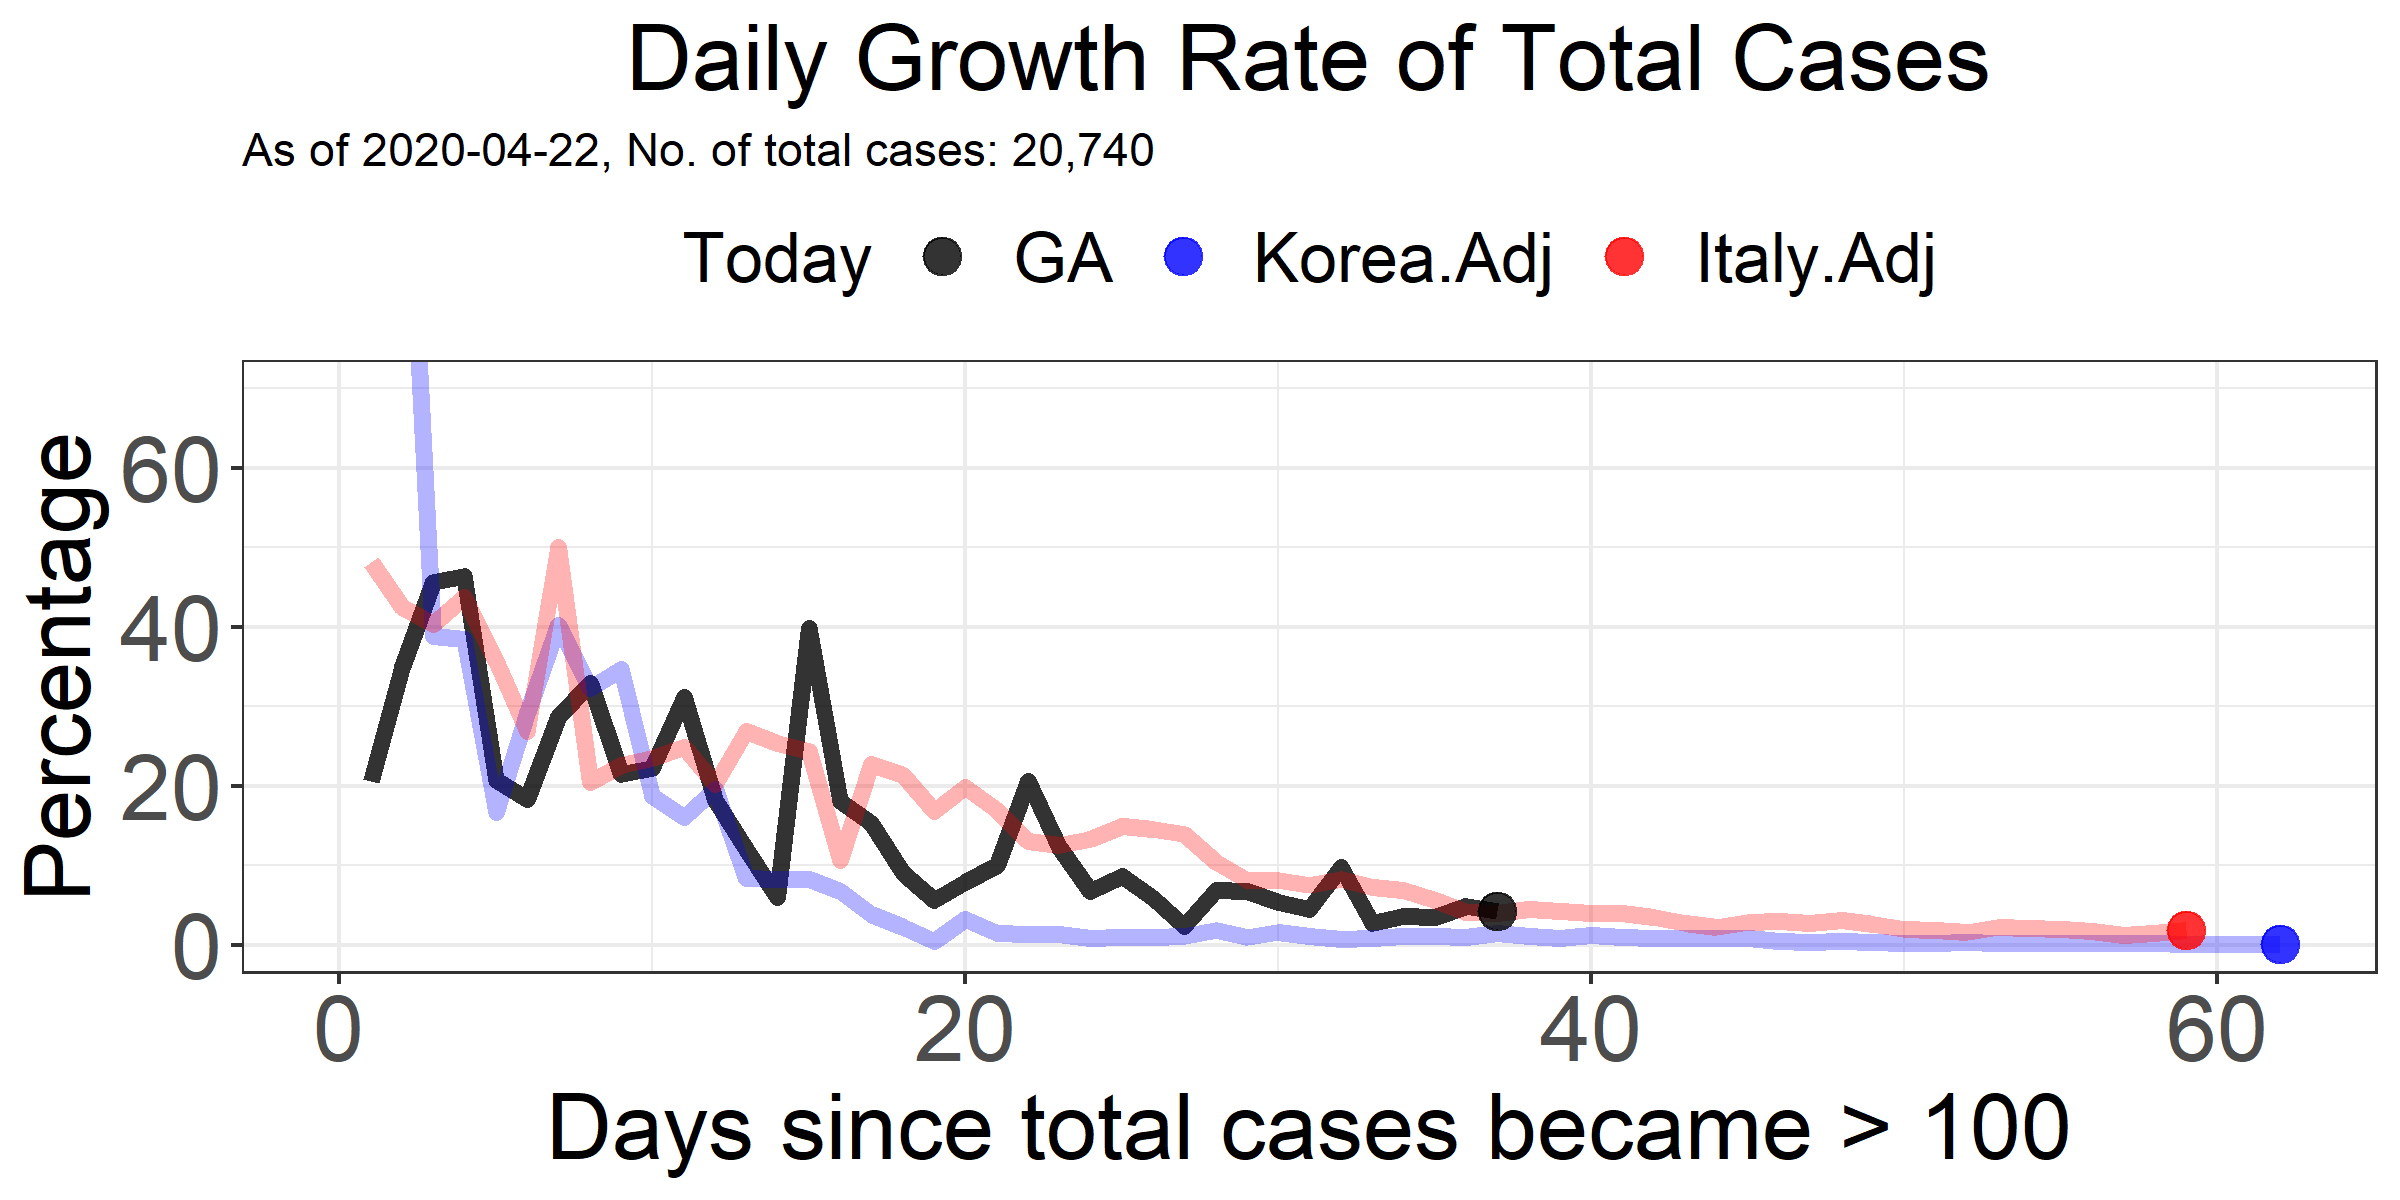 Daily Growth Rate of Total Cases
As of 2020-04-22, No. of total cases: 20,740
Today GA Korea.Adj Italy.Adj
Percentage
60
40
20
0
0 20 40 60
Days since total cases became > 100